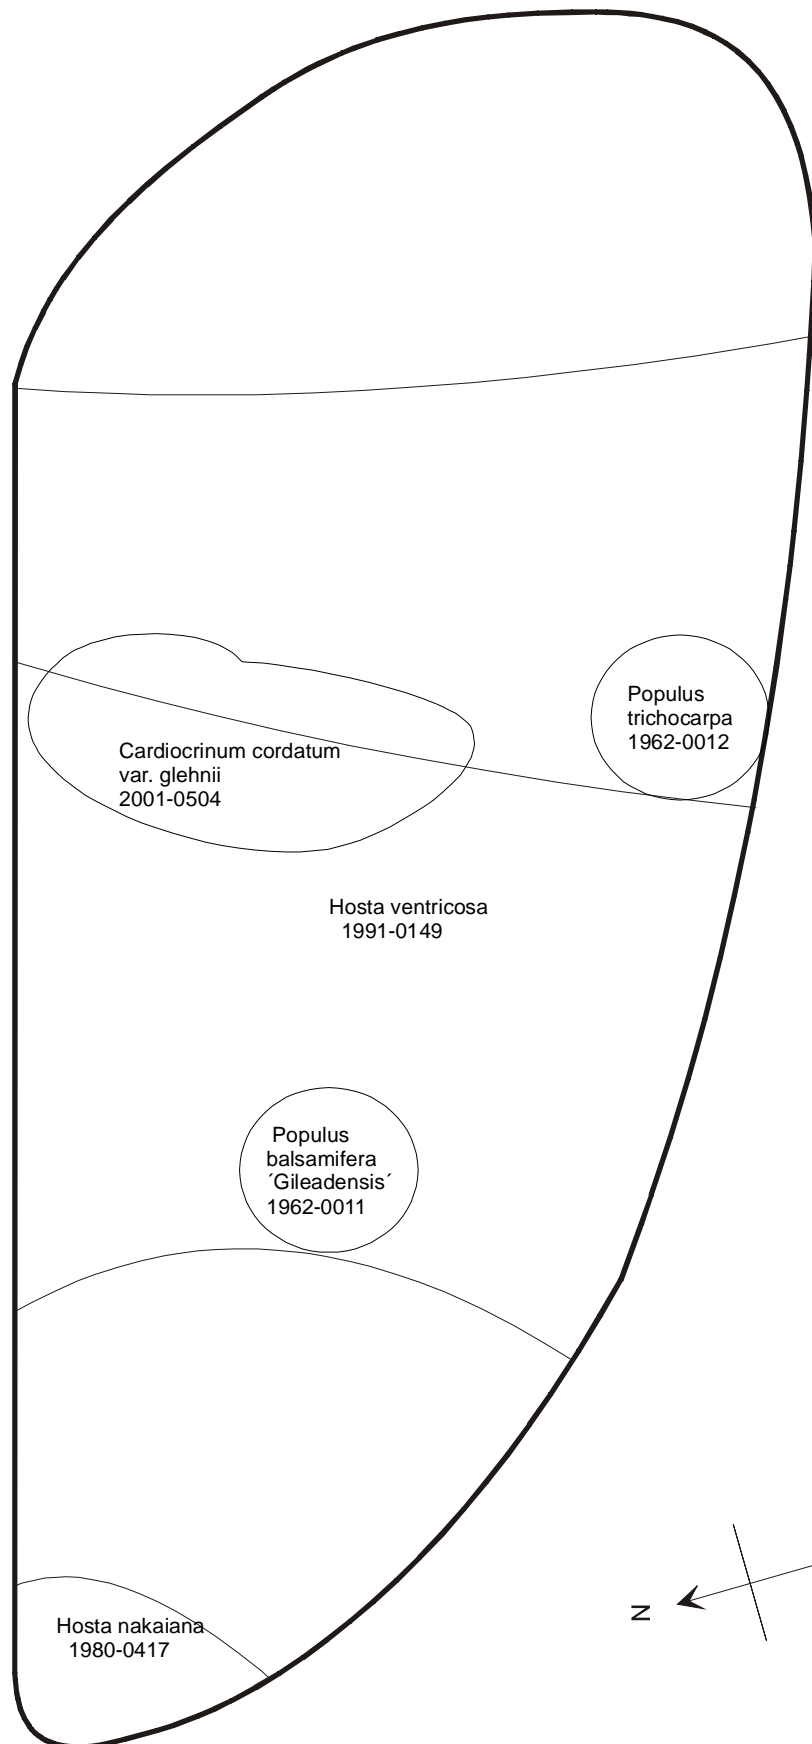 Populus
trichocarpa
1962-0012
Cardiocrinum cordatum
var. glehnii
2001-0504
Hosta ventricosa
1991-0149
Populus
balsamifera
´Gileadensis´
1962-0011
N
Hosta nakaiana
1980-0417